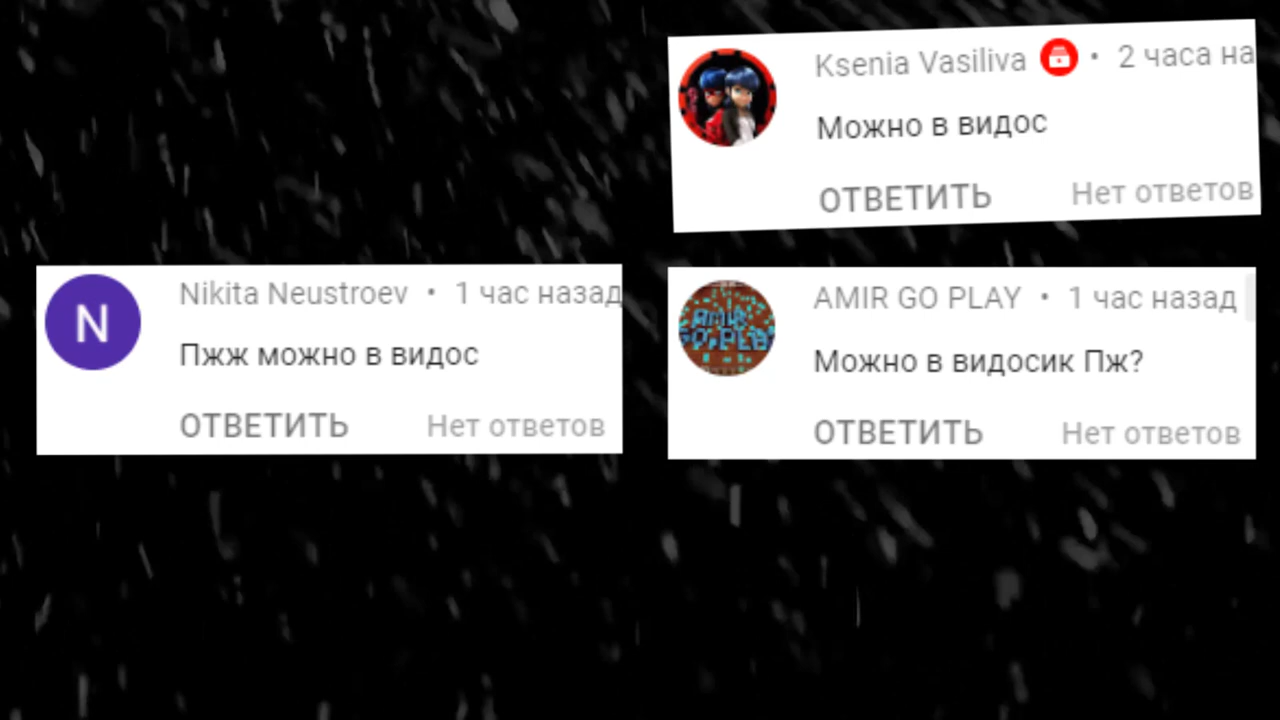 Ksenia Vasiliva • 2 часа на
Можно в видос
ОТВЕТИТЬ Нет ответов
N
Nikita Neustroev • 1 час назад
Пжж можно в видос
ОТВЕТИТЬ Нет ответов
AMIR GO PLAY • 1 час назад
Можно в видосик Пж?
ОТВЕТИТЬ Нет ответов